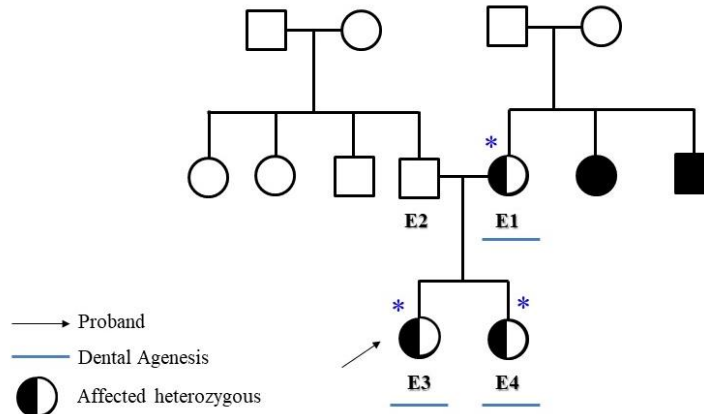 *
E2
E1
* *
Proband
Dental Agenesis
Affected heterozygous
E3
E4